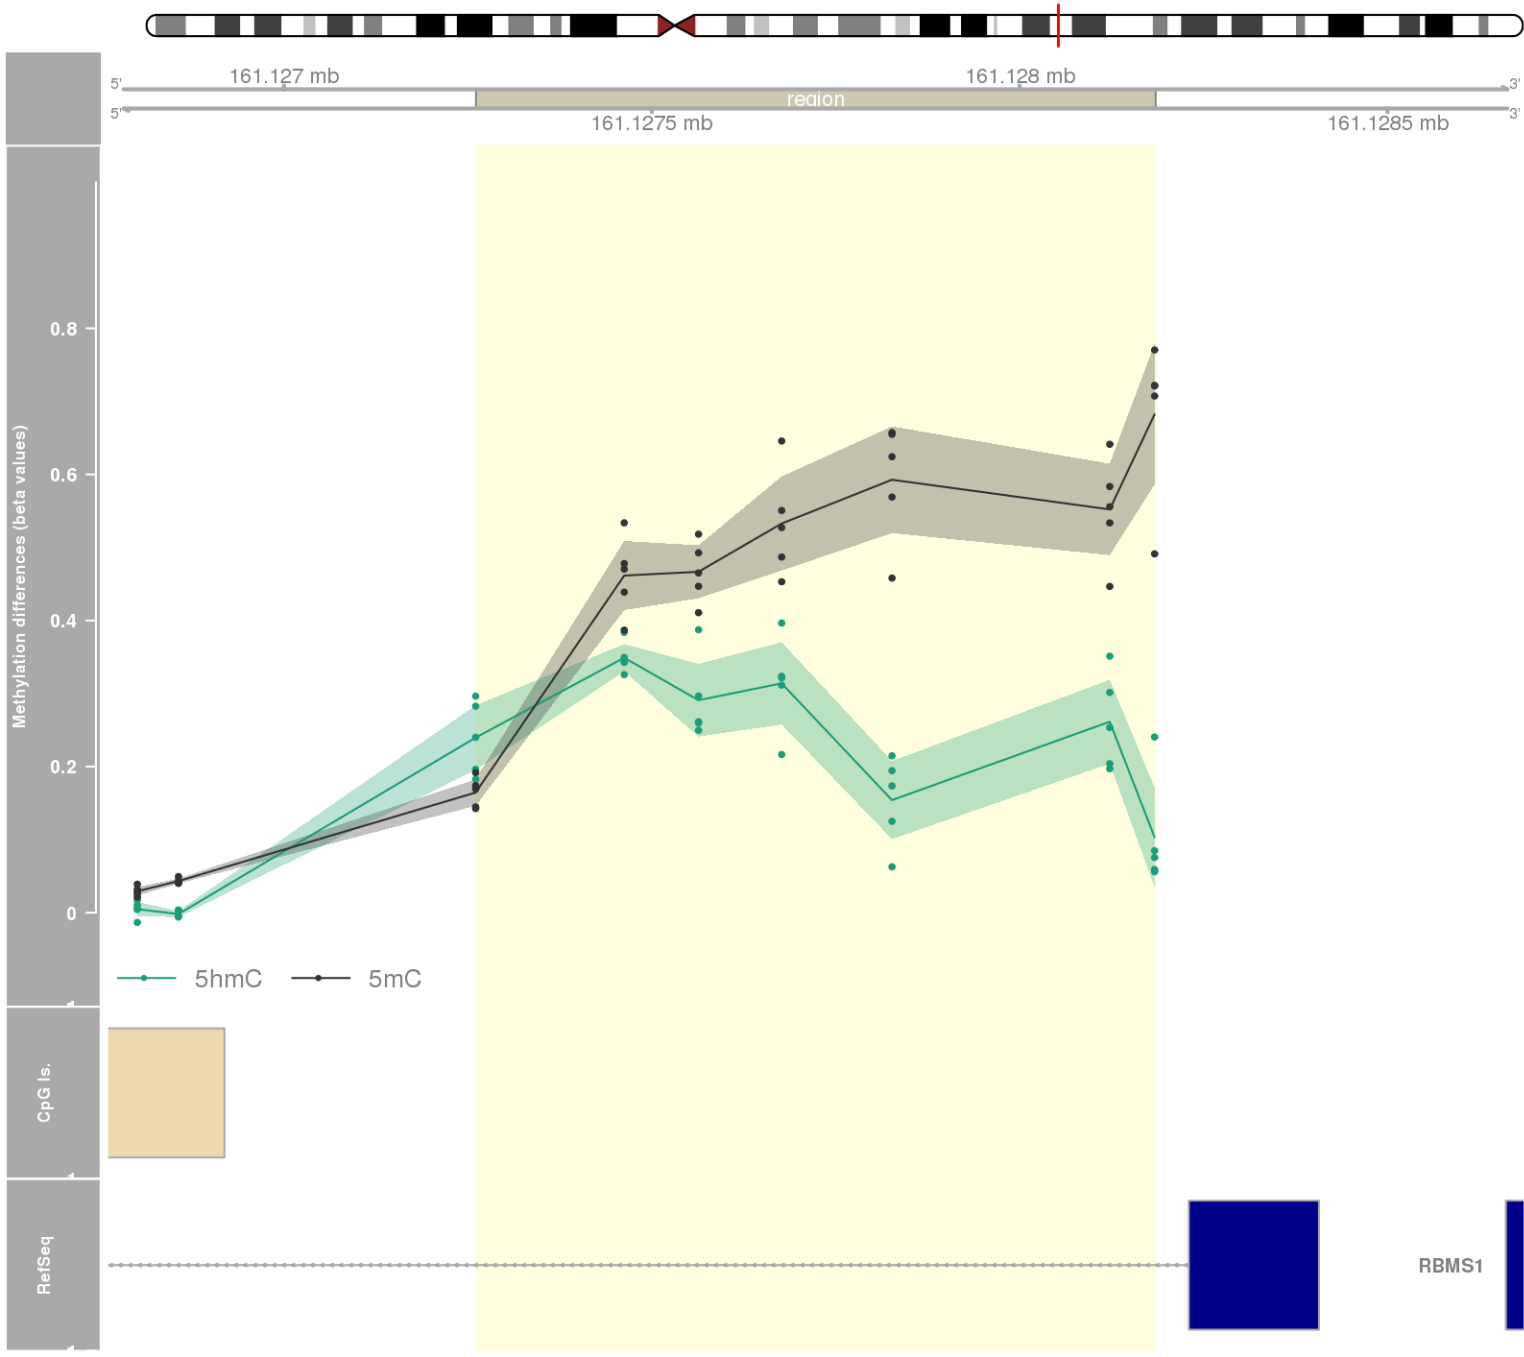 161.127 mb
161.128 mb
5'
3'
region
5'
3'
161.1275 mb
161.1285 mb
Methylation differences (beta values)
0.8
0.6
0.4
0.2
0
5hmC
5mC
CpG Is.
RefSeq
RBMS1